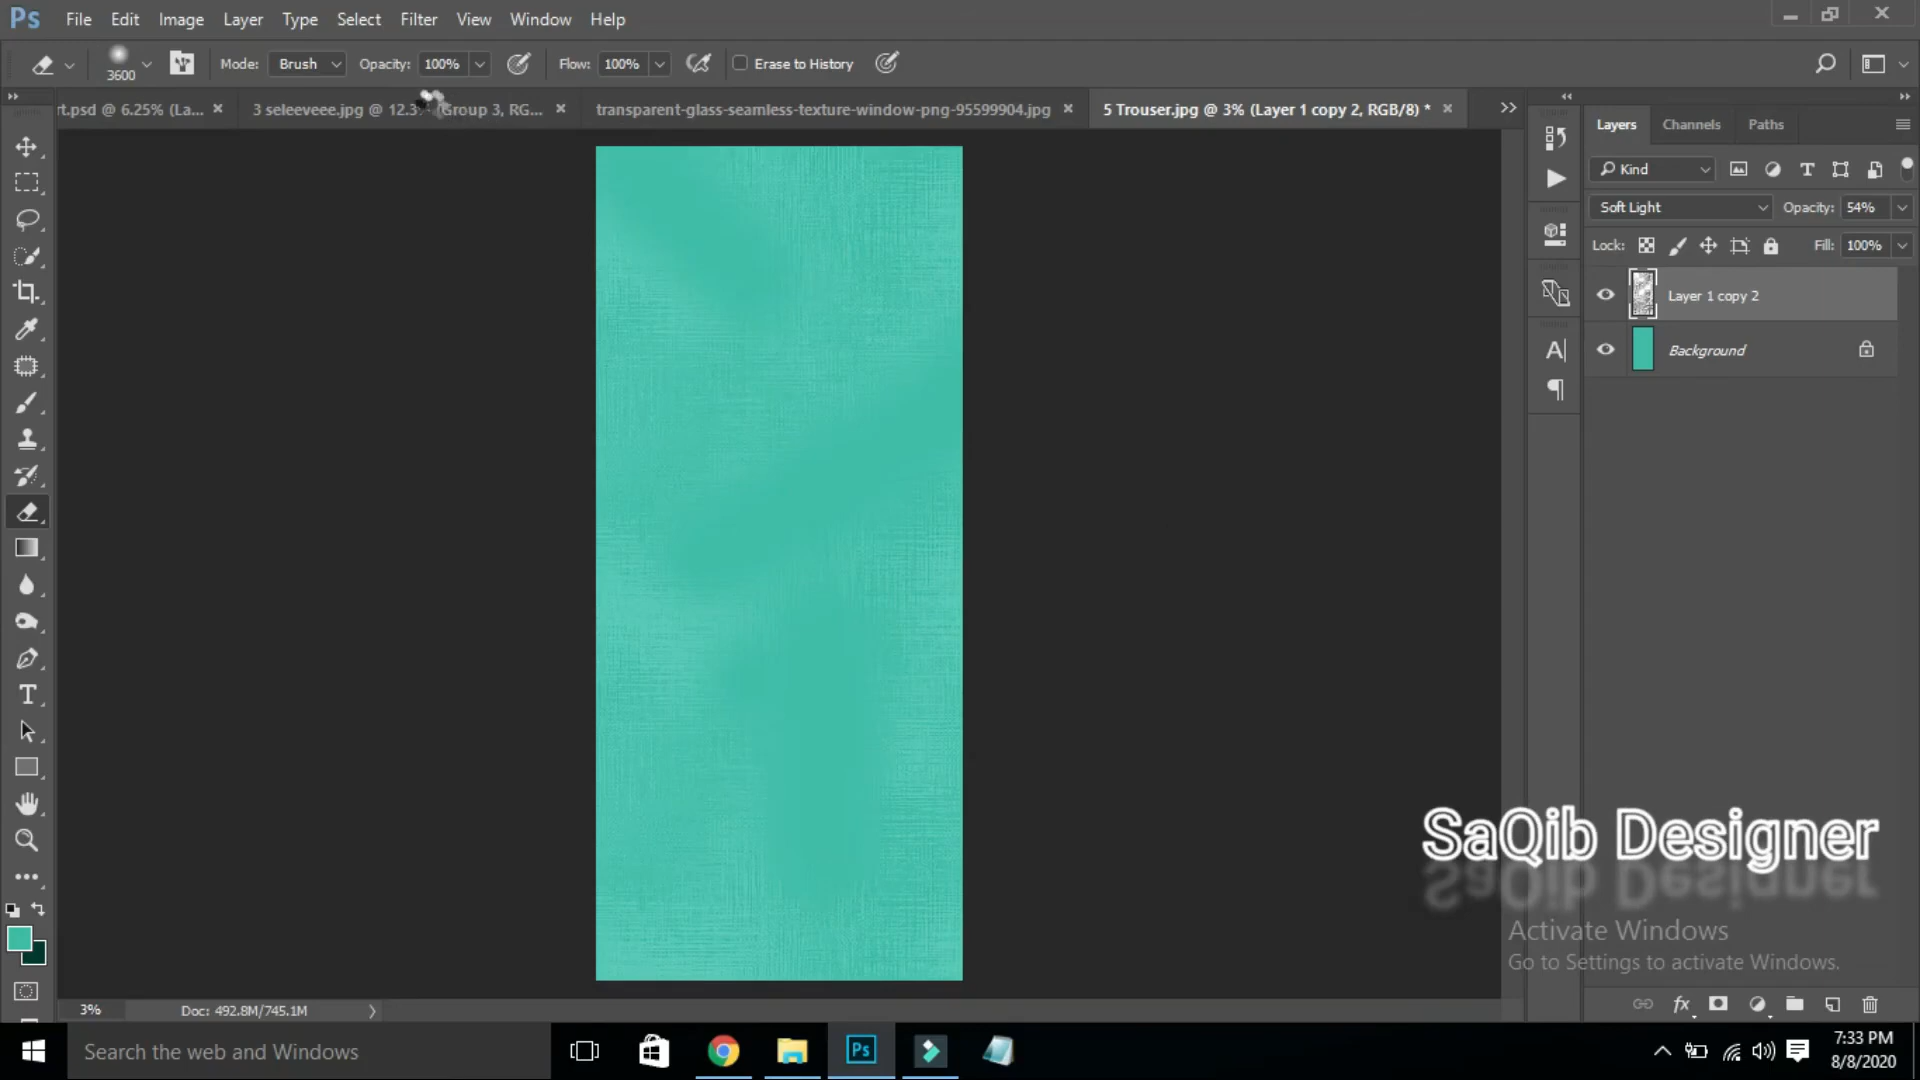 Ps File Edit Image Layer Type Select Filter View Window Help
3600 Mode: Brush Opacity: 100% Flow: 100% Erase to History
rt.psd @ 6.25% (La... × 3 seleeveee.jpg @ 12.3 (Group 3, RG... × transparent-glass-seamless-texture-window-png-95599904.jpg × 5 Trouser.jpg @ 3% (Layer 1 copy 2, RGB/8) * ×
Layers Channels Paths
Kind
Soft Light Opacity: 54%
Lock: Fill: 100%
Layer 1 copy 2
Background
SaQib Designer
Activate Windows
Go to Settings to activate Windows.
3% Doc: 492.8M/745.1M
Search the web and Windows
Ps
7:33 PM
8/8/2020